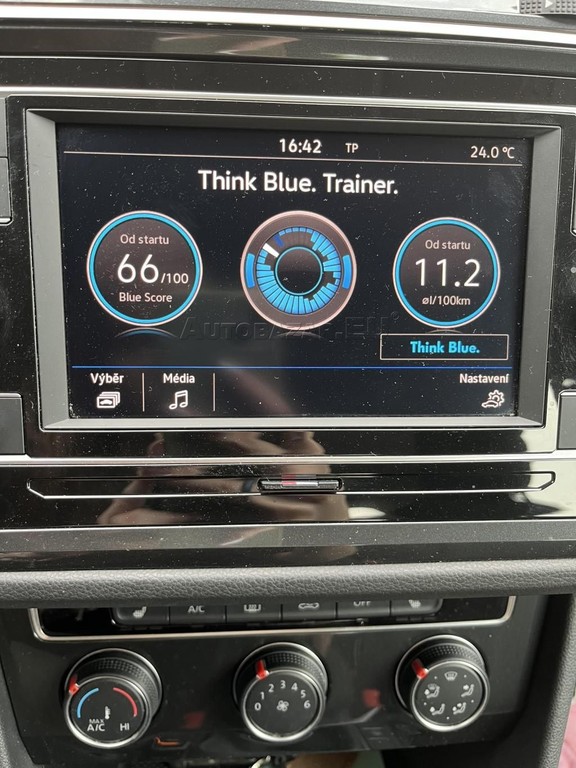 16:42 TP 24.0 °C
Think Blue. Trainer.
Od startu
66/100
Blue Score
Od startu
11.2
øl/100km
AUTOBAZAR.EU
Think Blue.
Výběr
Média
Nastavení
A/C
OFF
MAX
A/C
HI
0 1 2 3 4 5 6